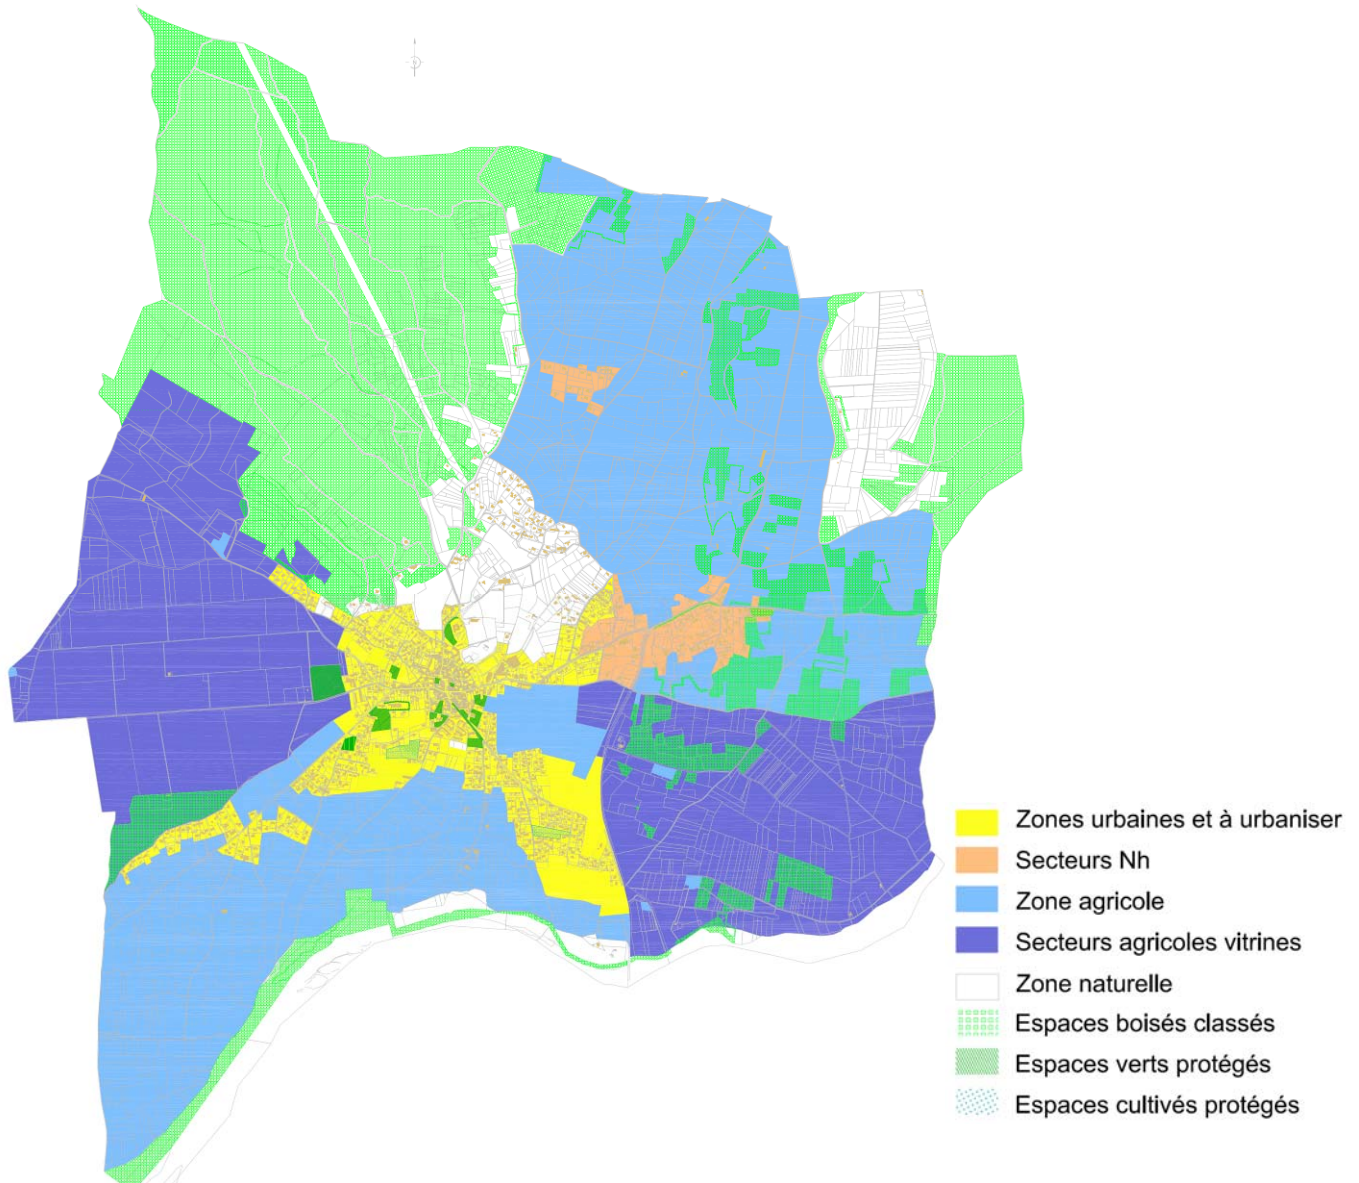 Zones urbaines et à urbaniser
Secteurs Nh
Zone agricole
Secteurs agricoles vitrines
Zone naturelle
Espaces boisés classés
Espaces verts protégés
Espaces cultivés protégés